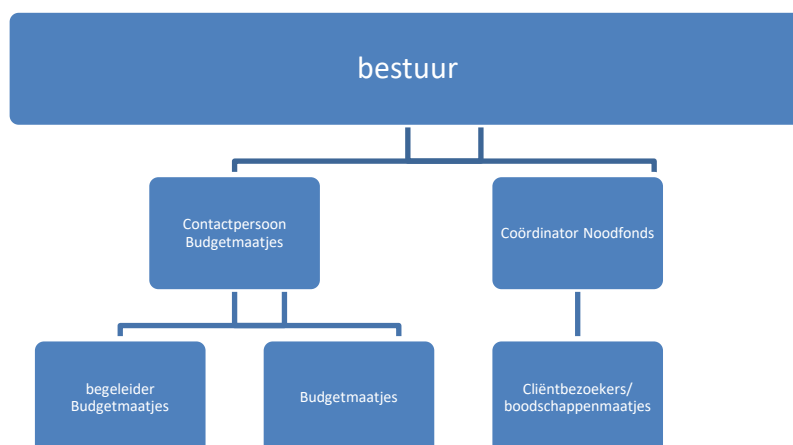 bestuur
Contactpersoon
Budgetmaatjes
Coördinator Noodfonds
begeleider
Budgetmaatjes
Budgetmaatjes
Cliëntbezoekers/
boodschappenmaatjes